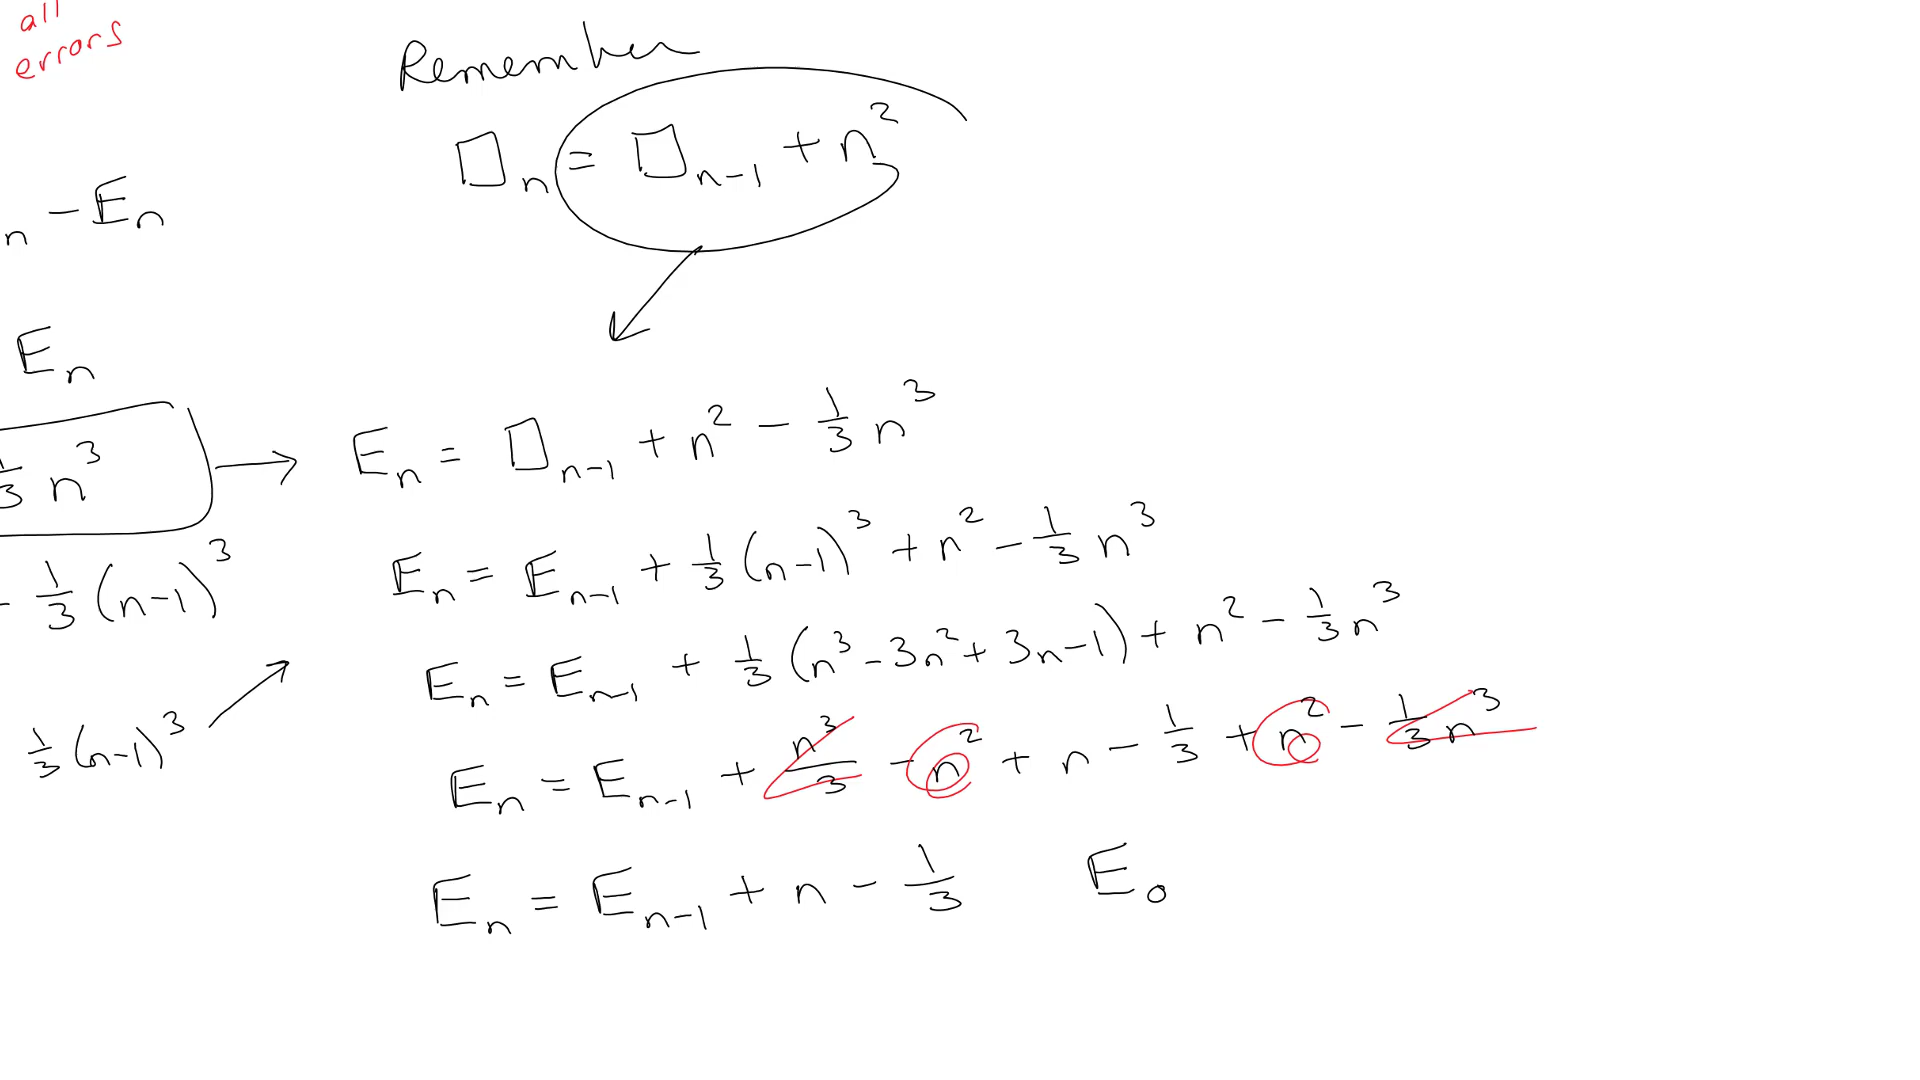 all
errors
Remember
□ₙ = □ₙ₋₁ + n²
ₙ − Eₙ
Eₙ
1/3 n³
Eₙ = □ₙ₋₁ + n² − 1/3 n³
− 1/3 (n−1)³
Eₙ = Eₙ₋₁ + 1/3 (n−1)³ + n² − 1/3 n³
Eₙ = Eₙ₋₁ + 1/3 (n³ − 3n² + 3n − 1) + n² − 1/3 n³
1/3 (n−1)³
Eₙ = Eₙ₋₁ + n³/3 − n² + n − 1/3 + n² − 1/3 n³
Eₙ = Eₙ₋₁ + n − 1/3 E₀